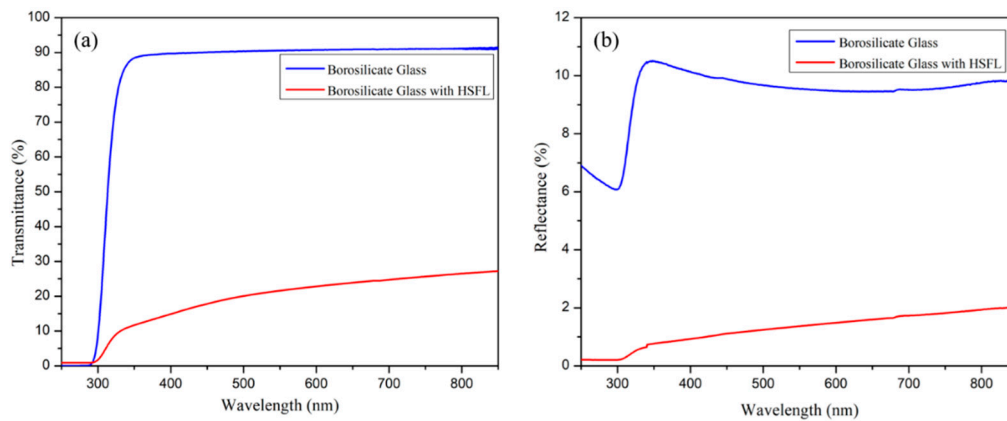 (a)
Borosilicate Glass
Borosilicate Glass with HSFL
Transmittance (%)
100
90
80
70
60
50
40
30
20
10
0
300 400 500 600 700 800
Wavelength (nm)
(b)
Borosilicate Glass
Borosilicate Glass with HSFL
Reflectance (%)
12
10
8
6
4
2
0
300 400 500 600 700 800
Wavelength (nm)